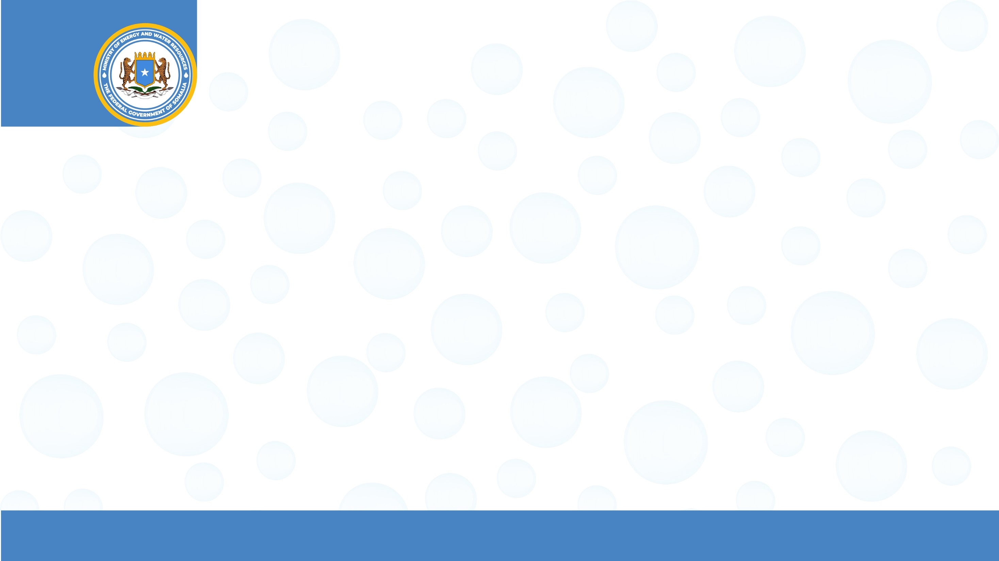 MINISTRY OF ENERGY AND WATER RESOURCES
THE FEDERAL GOVERNMENT OF SOMALIA